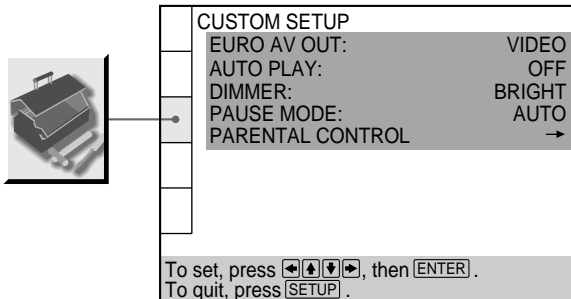 CUSTOM SETUP
EURO AV OUT: VIDEO
AUTO PLAY: OFF
DIMMER: BRIGHT
PAUSE MODE: AUTO
PARENTAL CONTROL →
To set, press ←↑↓→, then ENTER .
To quit, press SETUP .